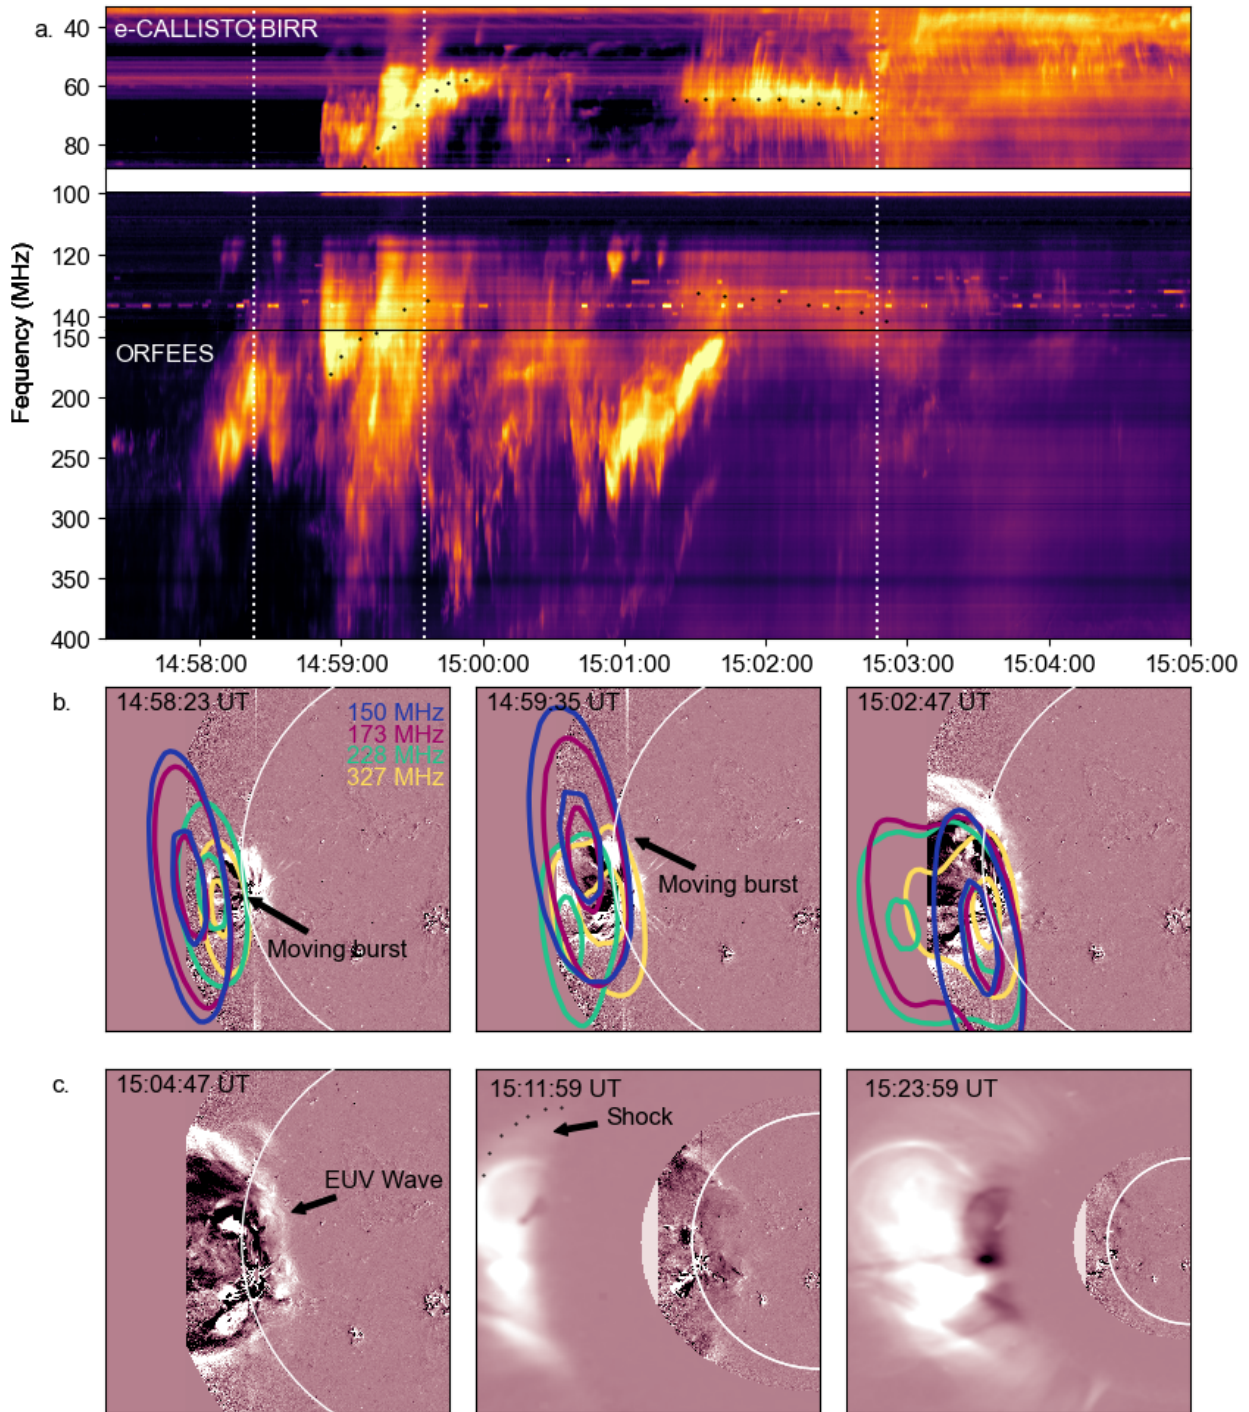 a.
e-CALLISTO BIRR
40
60
80
100
120
140
150
200
250
300
350
400
Fequency (MHz)
ORFEES
14:58:00 14:59:00 15:00:00 15:01:00 15:02:00 15:03:00 15:04:00 15:05:00
b.
14:58:23 UT
150 MHz
173 MHz
228 MHz
327 MHz
Moving burst
14:59:35 UT
Moving burst
15:02:47 UT
c.
15:04:47 UT
EUV Wave
15:11:59 UT
Shock
15:23:59 UT